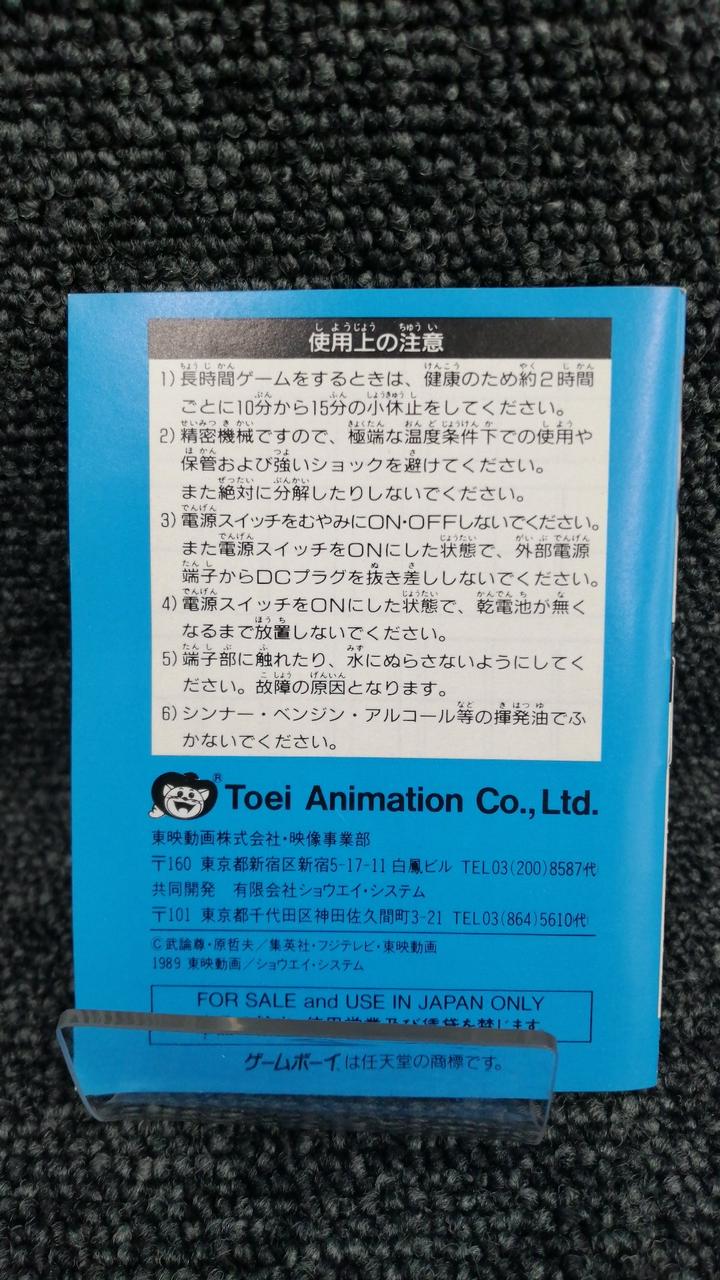 使用上の注意
1) 長時間ゲームをするときは、健康のため約2時間
ごとに10分から15分の小休止をしてください。
2) 精密機械ですので、極端な温度条件下での使用や
保管および強いショックを避けてください。
また絶対に分解したりしないでください。
3) 電源スイッチをむやみにON・OFFしないでください。
また電源スイッチをONにした状態で、外部電源
端子からDCプラグを抜き差ししないでください。
4) 電源スイッチをONにした状態で、乾電池が無く
なるまで放置しないでください。
5) 端子部に触れたり、水にぬらさないようにしてく
ださい。故障の原因となります。
6) シンナー・ベンジン・アルコール等の揮発油でふ
かないでください。
® Toei Animation Co., Ltd.
東映動画株式会社・映像事業部
〒160 東京都新宿区新宿5-17-11 白鳳ビル TEL03(200)8587代
共同開発 有限会社ショウエイ・システム
〒101 東京都千代田区神田佐久間町3-21 TEL03(864)5610代
©武論尊・原哲夫／集英社・フジテレビ・東映動画
1989 東映動画／ショウエイ・システム
FOR SALE and USE IN JAPAN ONLY
使用営業及び賃貸を禁じます
ゲームボーイは任天堂の商標です。